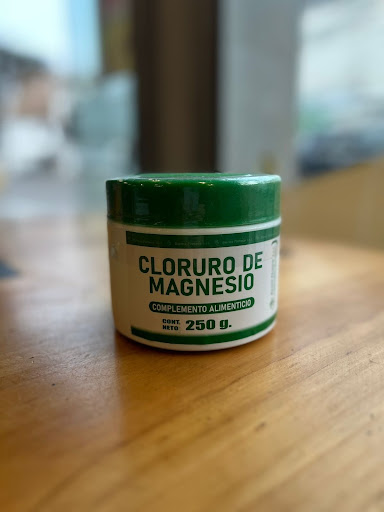 CLORURO DE
MAGNESIO
COMPLEMENTO ALIMENTICIO
CONT.
NETO 250 g.